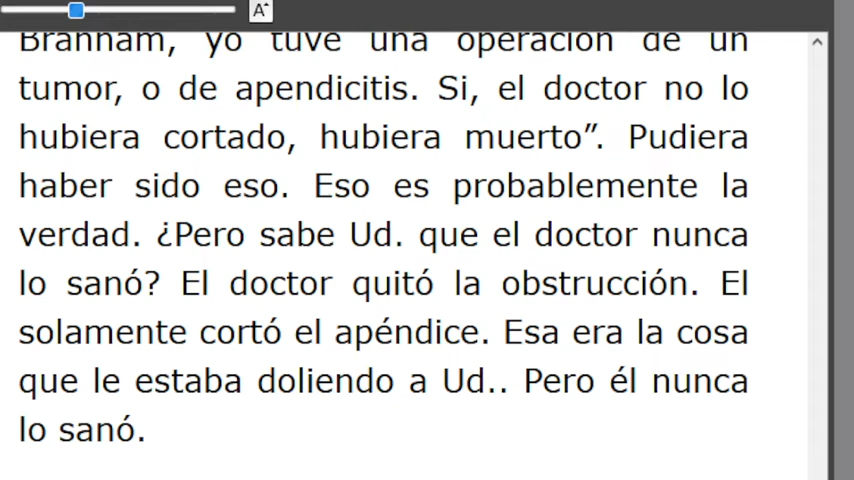 A
Branham, yo tuve una operación de un
tumor, o de apendicitis. Si, el doctor no lo
hubiera cortado, hubiera muerto”. Pudiera
haber sido eso. Eso es probablemente la
verdad. ¿Pero sabe Ud. que el doctor nunca
lo sanó? El doctor quitó la obstrucción. El
solamente cortó el apéndice. Esa era la cosa
que le estaba doliendo a Ud.. Pero él nunca
lo sanó.